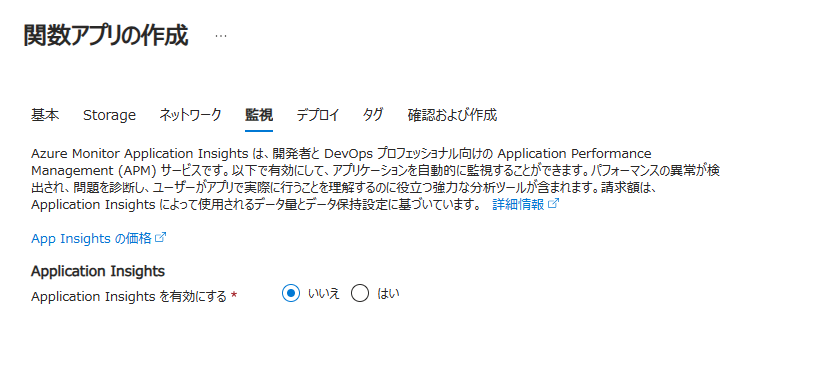 関数アプリの作成 …
基本 Storage ネットワーク 監視 デプロイ タグ 確認および作成
Azure Monitor Application Insights は、開発者と DevOps プロフェッショナル向けの Application Performance
Management (APM) サービスです。以下で有効にして、アプリケーションを自動的に監視することができます。パフォーマンスの異常が検
出され、問題を診断し、ユーザーがアプリで実際に行うことを理解するのに役立つ強力な分析ツールが含まれます。請求額は、
Application Insights によって使用されるデータ量とデータ保持設定に基づいています。 詳細情報
App Insights の価格
Application Insights
Application Insights を有効にする * いいえ はい